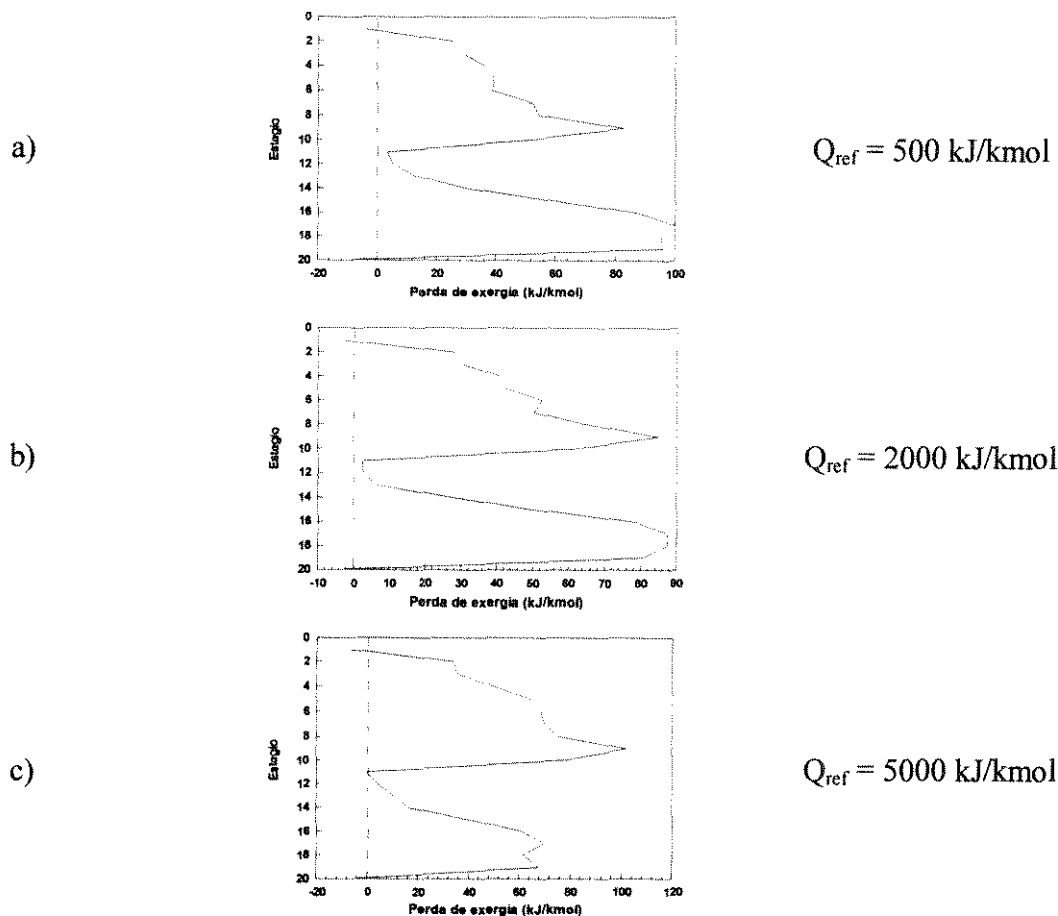 a)
Estagio
0
2
4
6
8
10
12
14
16
18
20
-20 0 20 40 60 80 100
Perda de exergia (kJ/kmol)
Qref = 500 kJ/kmol
b)
Estagio
0
2
4
6
8
10
12
14
16
18
20
-10 0 10 20 30 40 50 60 70 80 90
Perda de exergia (kJ/kmol)
Qref = 2000 kJ/kmol
c)
Estagio
0
2
4
6
8
10
12
14
16
18
20
-20 0 20 40 60 80 100 120
Perda de exergia (kJ/kmol)
Qref = 5000 kJ/kmol